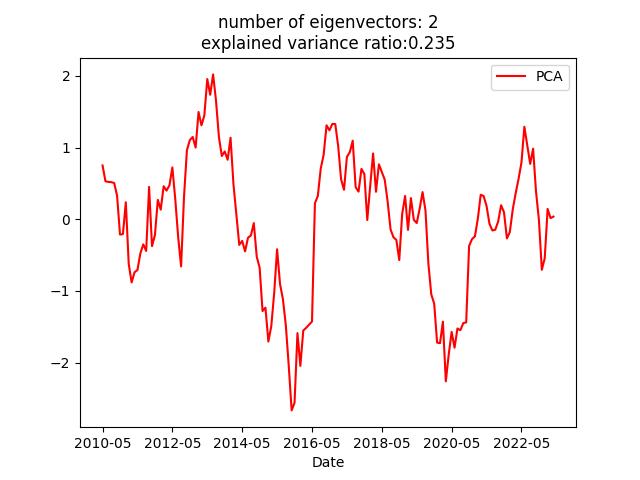 number of eigenvectors: 2
explained variance ratio:0.235
PCA
2
1
0
−1
−2
2010-05 2012-05 2014-05 2016-05 2018-05 2020-05 2022-05
Date